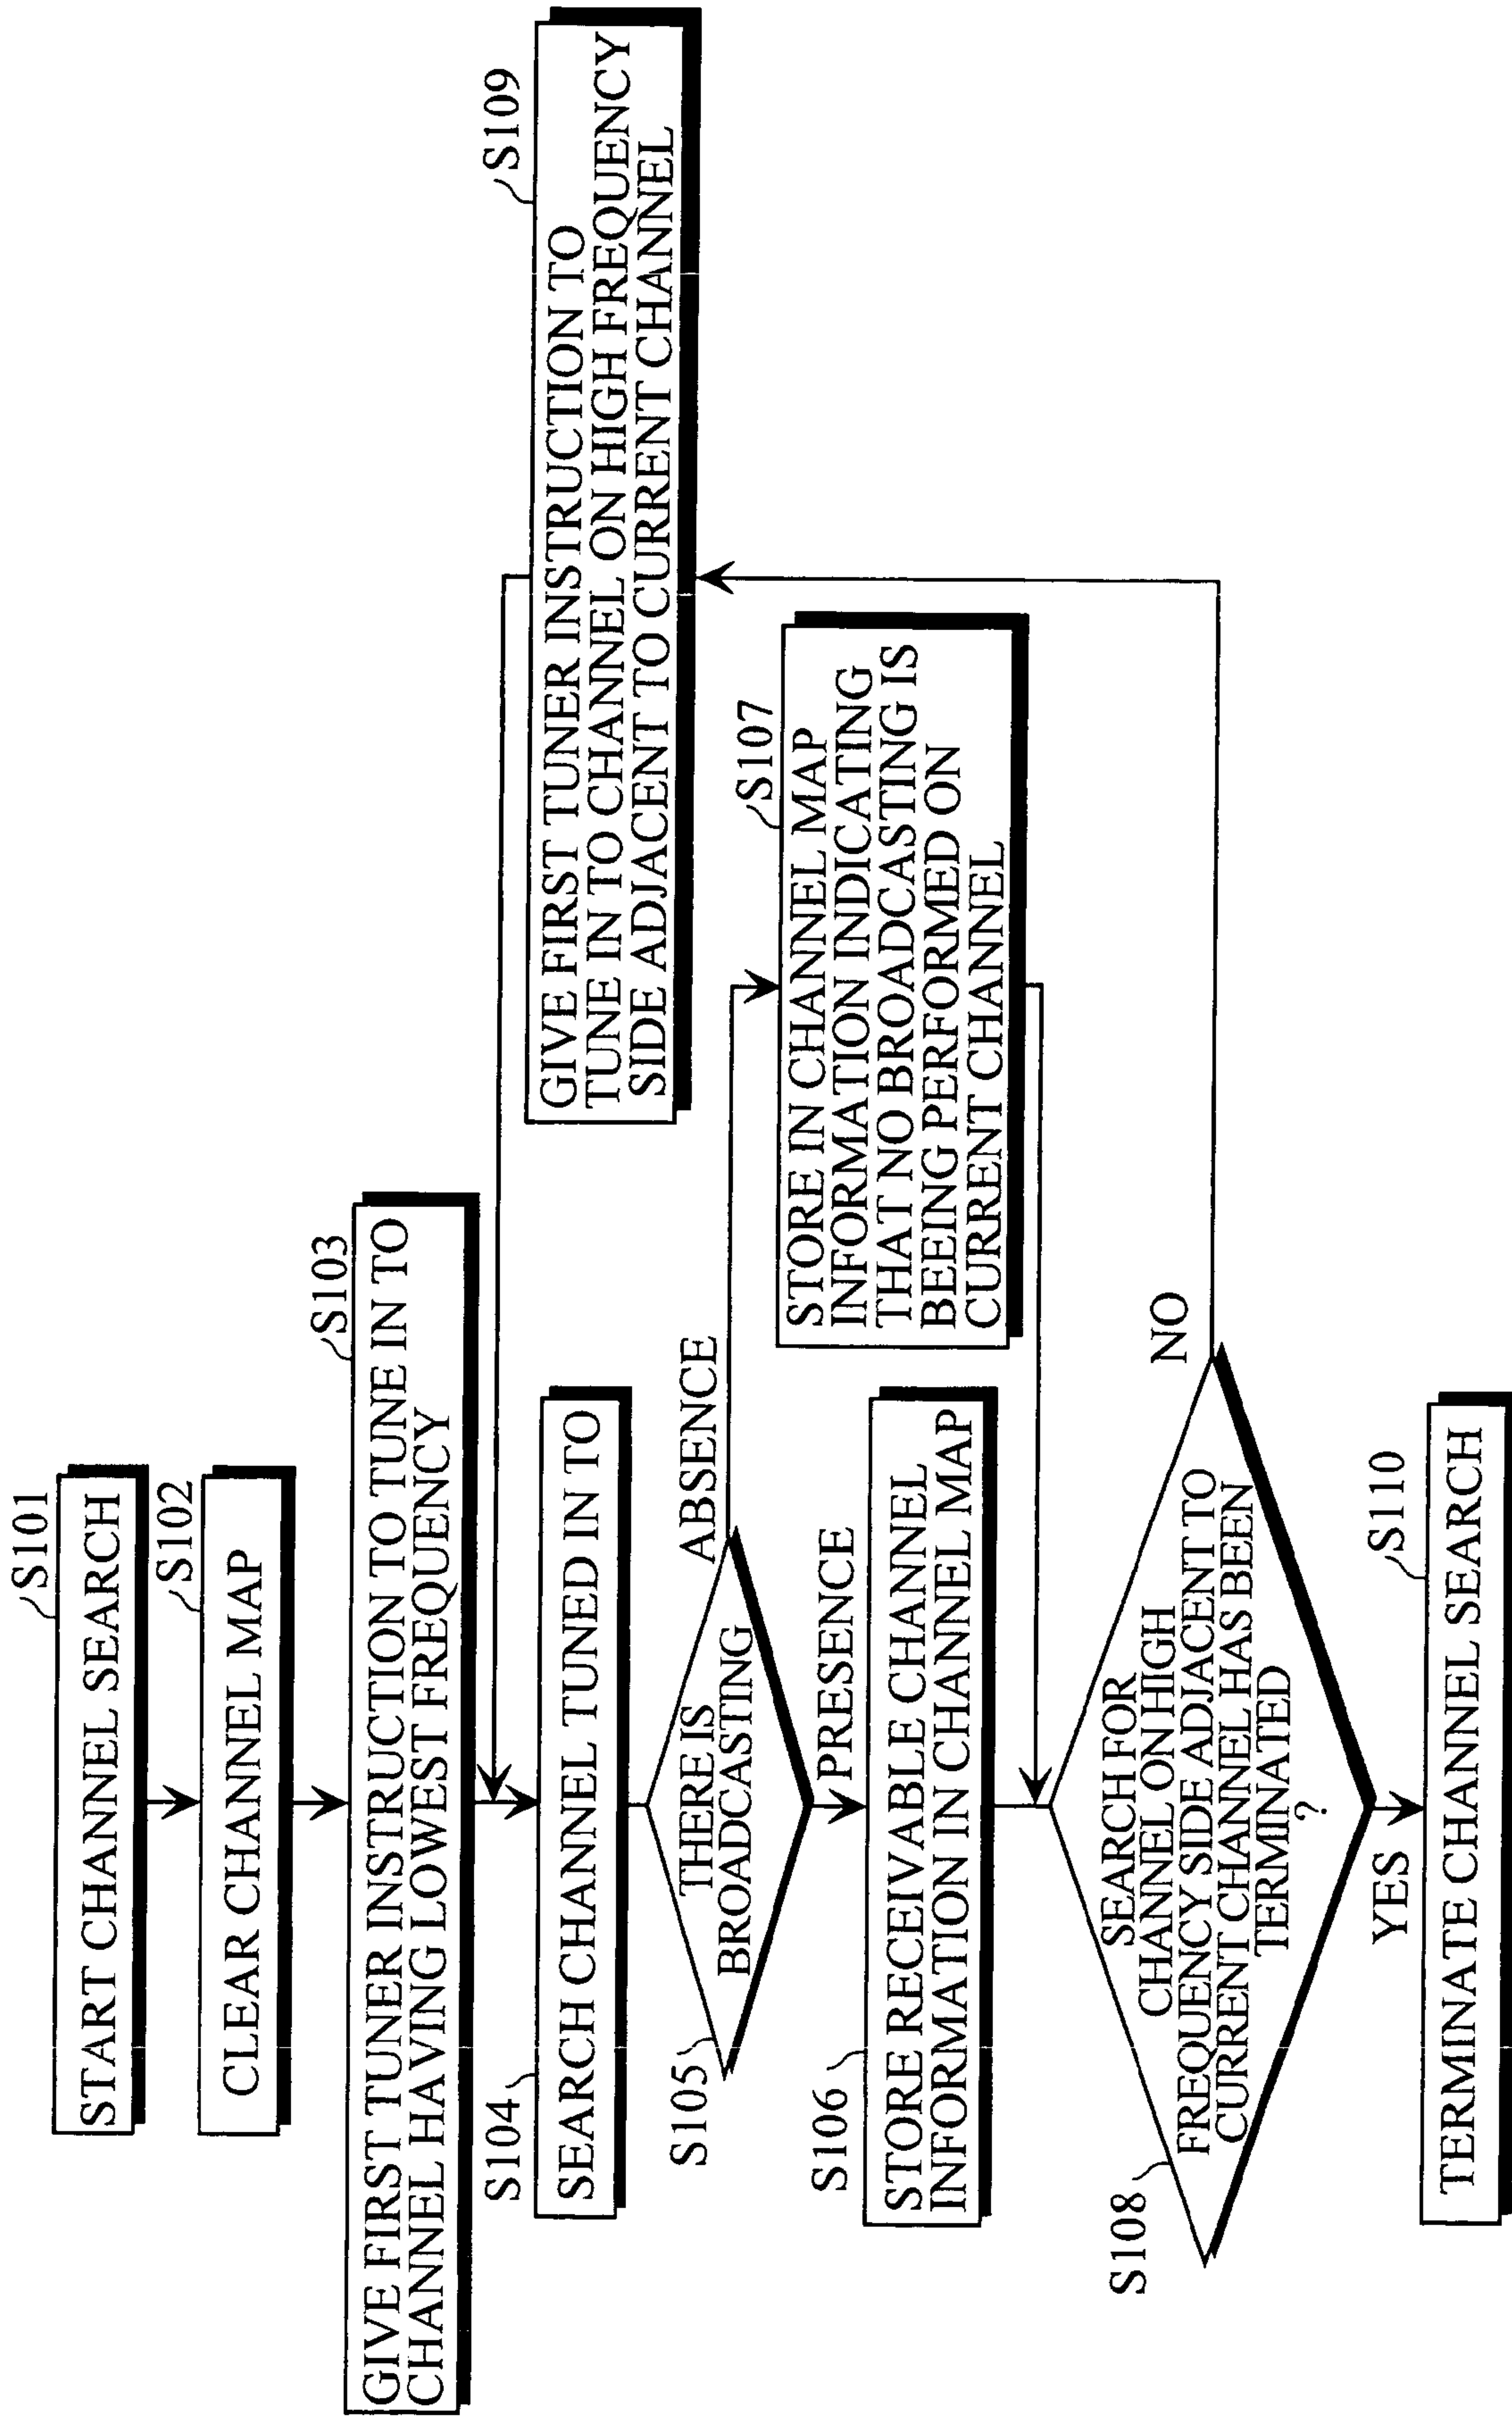 S101
START CHANNEL SEARCH
S102
CLEAR CHANNEL MAP
S103
GIVE FIRST TUNER INSTRUCTION TO TUNE IN TO
CHANNEL HAVING LOWEST FREQUENCY
S104
SEARCH CHANNEL TUNED IN TO
S105
THERE IS
BROADCASTING
ABSENCE
PRESENCE
S106
STORE RECEIVABLE CHANNEL
INFORMATION IN CHANNEL MAP
S107
STORE IN CHANNEL MAP
INFORMATION INDICATING
THAT NO BROADCASTING IS
BEEING PERFORMED ON
CURRENT CHANNEL
S108
SEARCH FOR
CHANNEL ON HIGH
FREQUENCY SIDE ADJACENT TO
CURRENT CHANNEL HAS BEEN
TERMINATED
?
NO
YES
S109
GIVE FIRST TUNER INSTRUCTION TO
TUNE IN TO CHANNEL ON HIGH FREQUENCY
SIDE ADJACENT TO CURRENT CHANNEL
S110
TERMINATE CHANNEL SEARCH